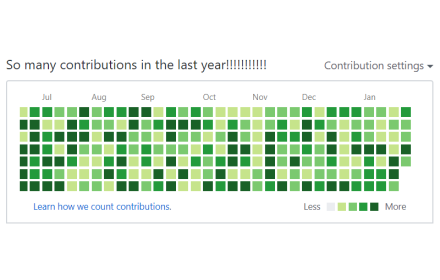 So many contributions in the last year!!!!!!!!!!!
Contribution settings
Jul Aug Sep Oct Nov Dec Jan
Learn how we count contributions.
Less More